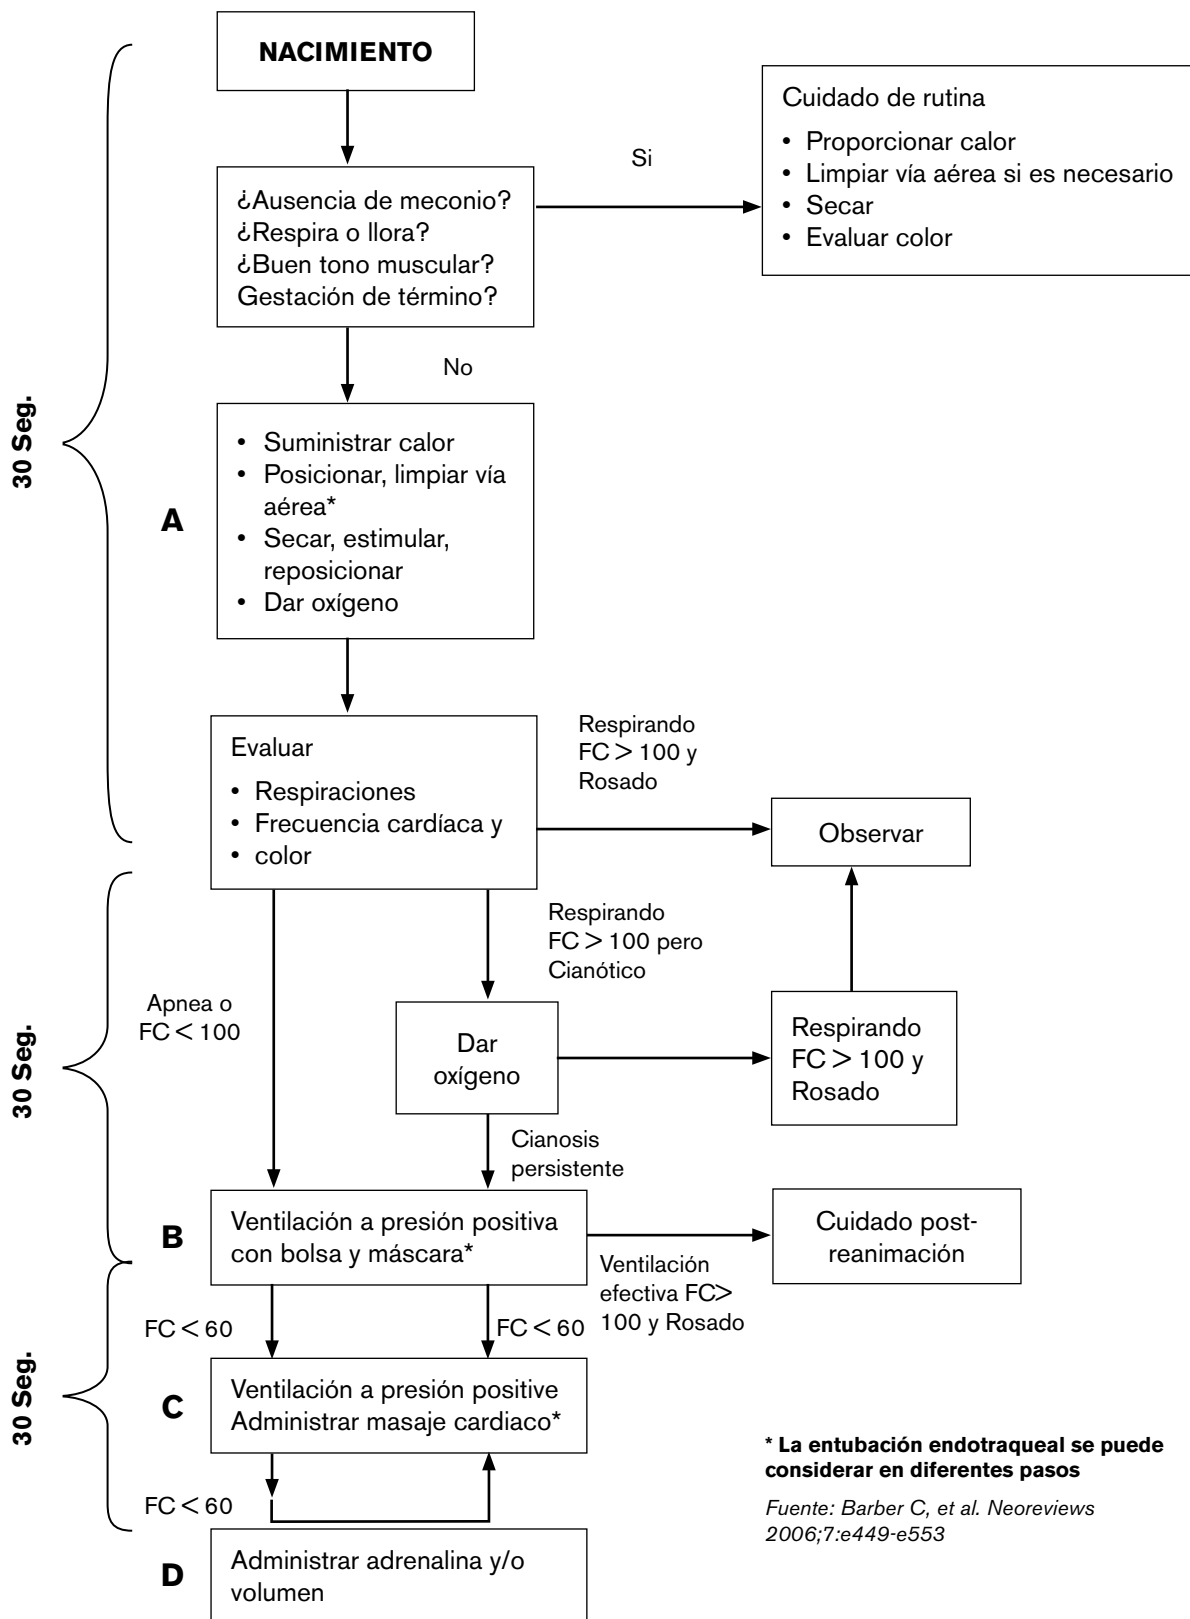 NACIMIENTO
Cuidado de rutina
• Proporcionar calor
• Limpiar vía aérea si es necesario
• Secar
• Evaluar color
Si
¿Ausencia de meconio?
¿Respira o llora?
¿Buen tono muscular?
Gestación de término?
No
30 Seg.
A
• Suministrar calor
• Posicionar, limpiar vía
aérea*
• Secar, estimular,
reposicionar
• Dar oxígeno
Evaluar
• Respiraciones
• Frecuencia cardíaca y
• color
Respirando
FC > 100 y
Rosado
Observar
Respirando
FC > 100 pero
Cianótico
Apnea o
FC < 100
30 Seg.
Dar
oxígeno
Respirando
FC > 100 y
Rosado
Cianosis
persistente
B
Ventilación a presión positiva
con bolsa y máscara*
Cuidado post-
reanimación
Ventilación
efectiva FC>
100 y Rosado
FC < 60
FC < 60
30 Seg.
C
Ventilación a presión positive
Administrar masaje cardiaco*
FC < 60
D
Administrar adrenalina y/o
volumen
* La entubación endotraqueal se puede
considerar en diferentes pasos
Fuente: Barber C, et al. Neoreviews
2006;7:e449-e553